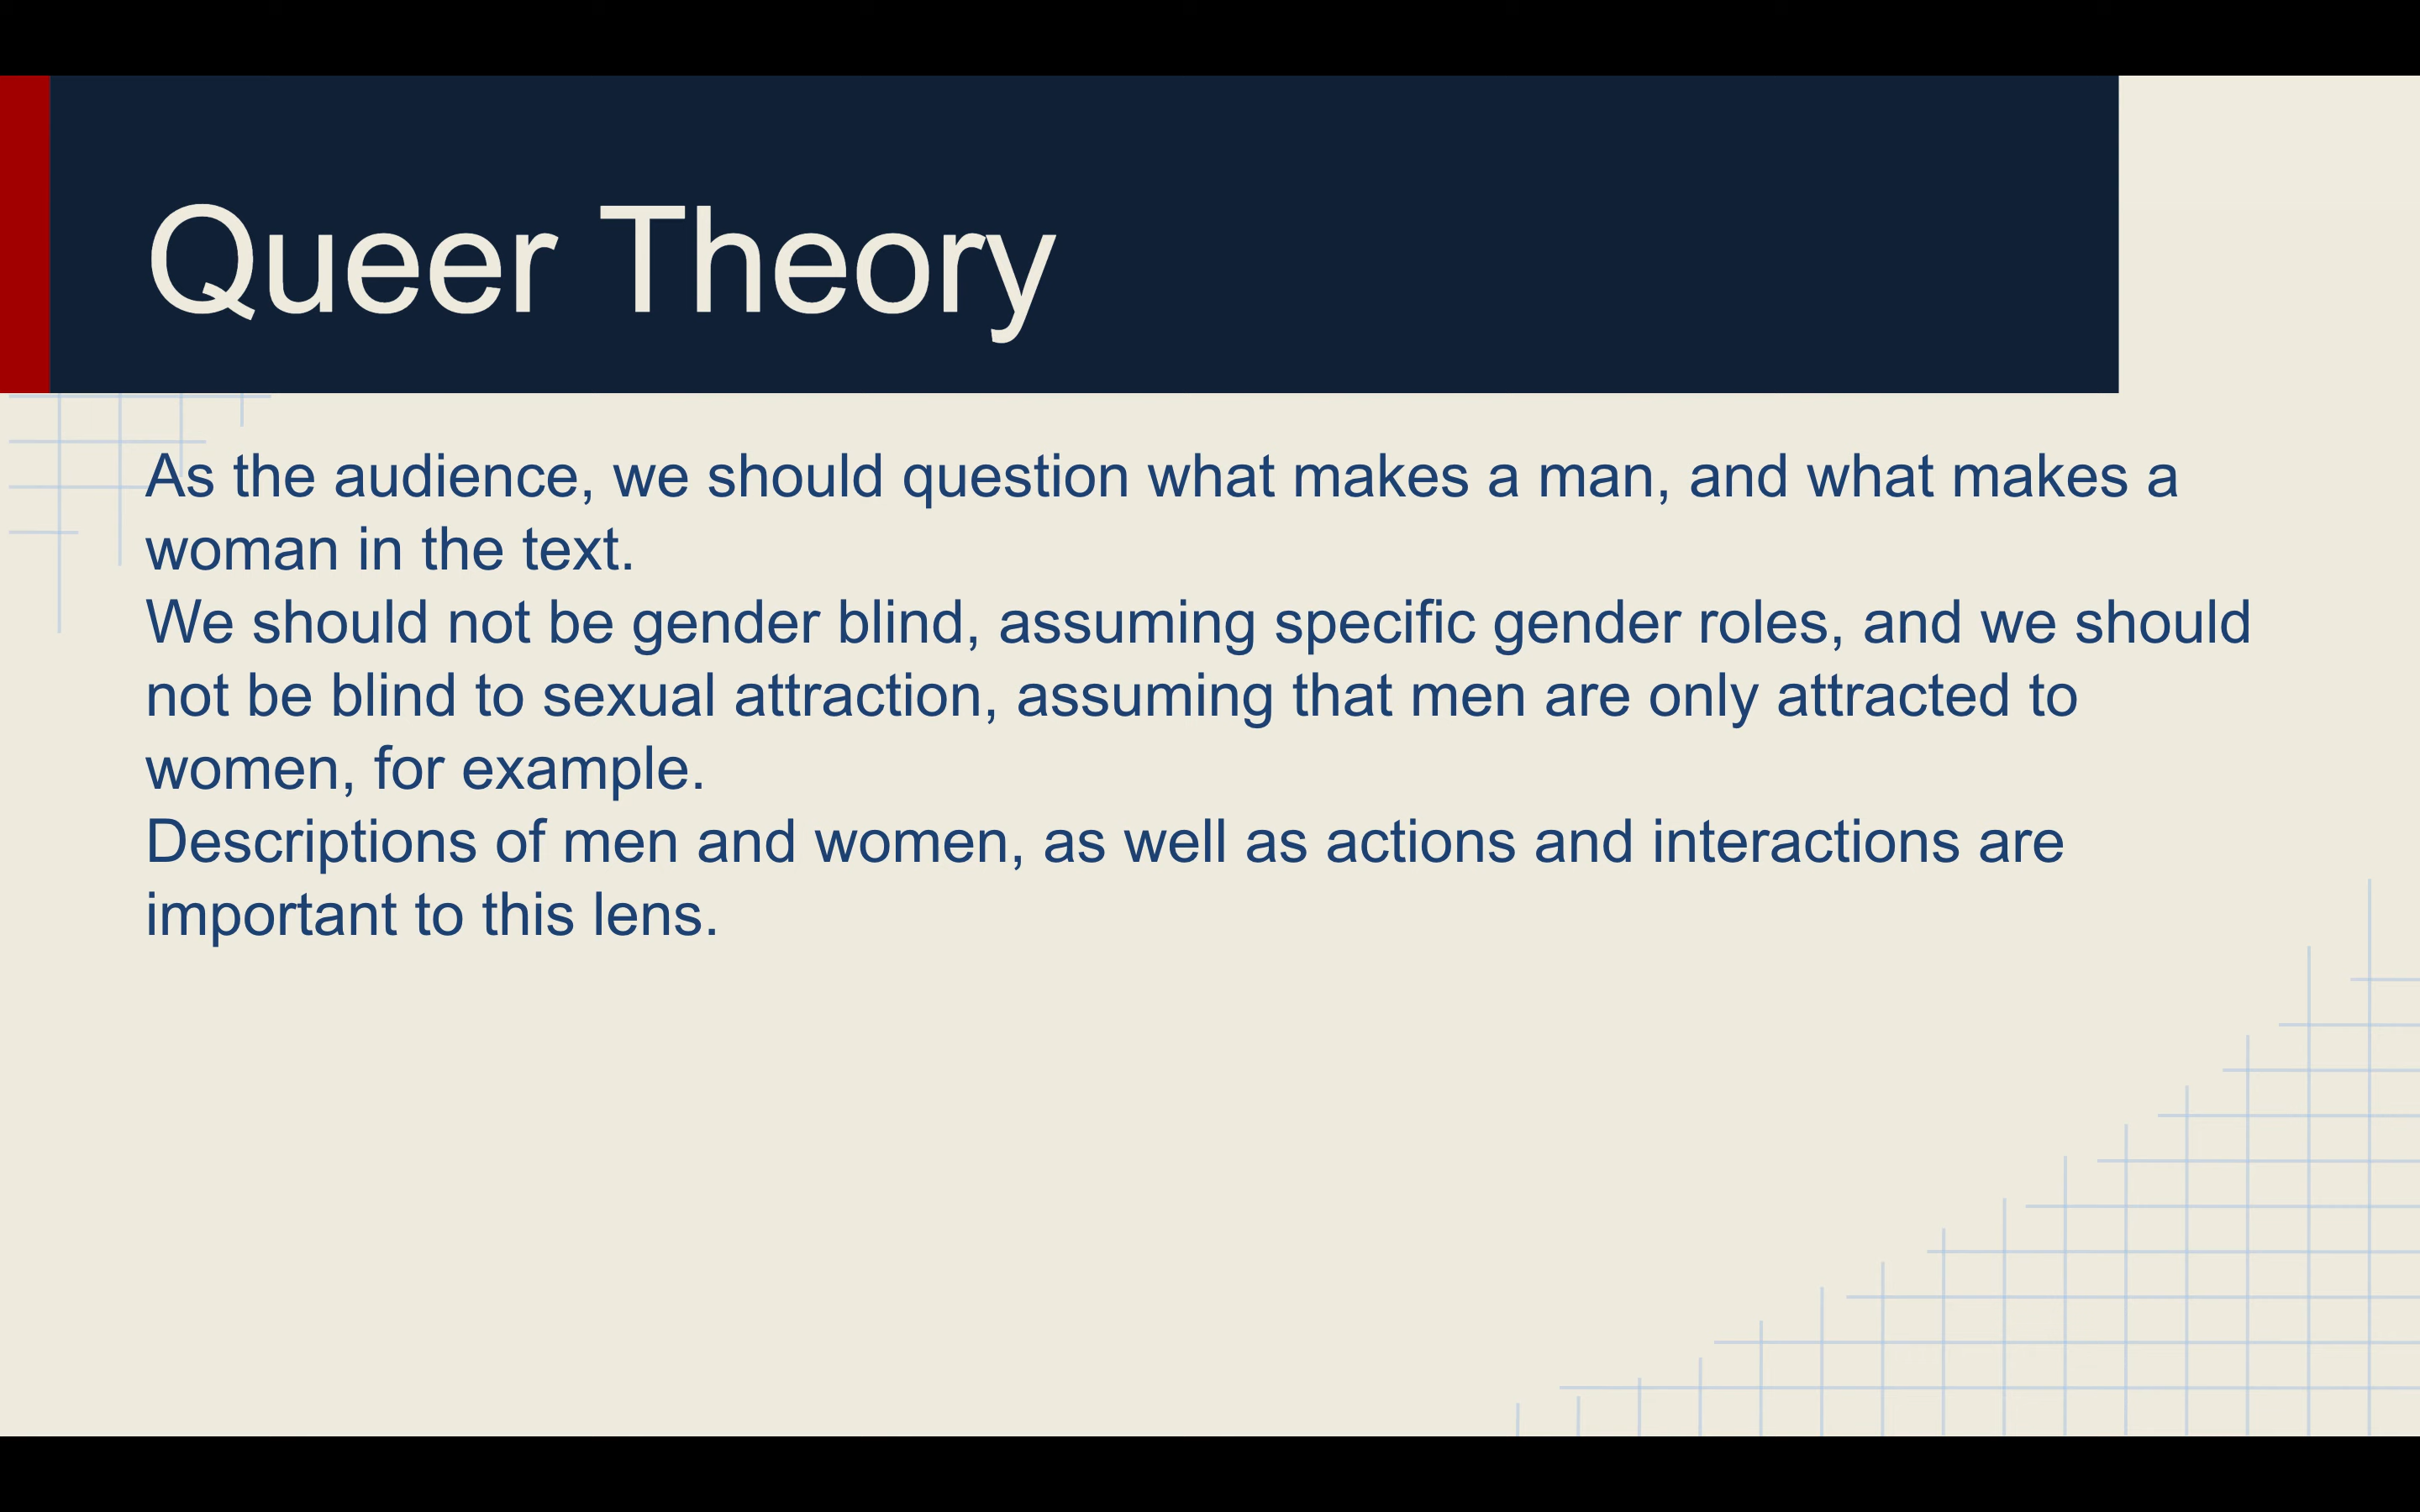 Queer Theory
As the audience, we should question what makes a man, and what makes a
woman in the text.
We should not be gender blind, assuming specific gender roles, and we should
not be blind to sexual attraction, assuming that men are only attracted to
women, for example.
Descriptions of men and women, as well as actions and interactions are
important to this lens.